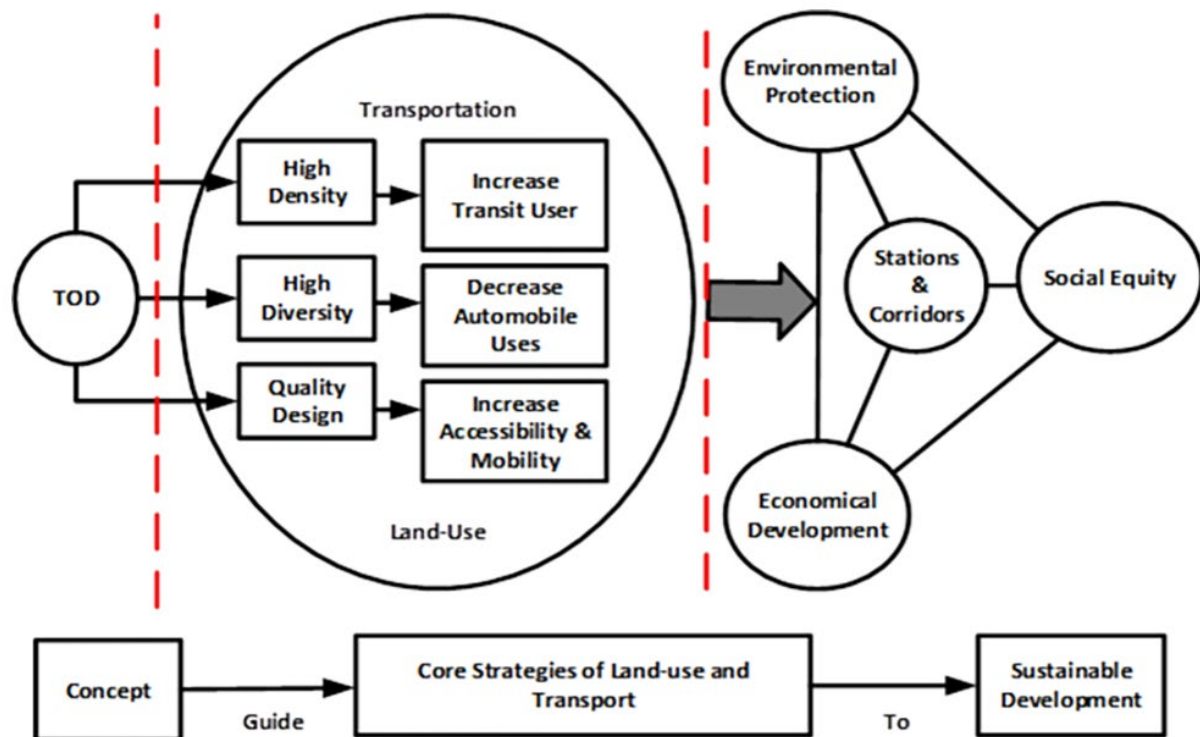 TOD
Transportation
High
Density
Increase
Transit User
High
Diversity
Decrease
Automobile
Uses
Quality
Design
Increase
Accessibility &
Mobility
Land-Use
Environmental
Protection
Stations
&
Corridors
Social Equity
Economical
Development
Concept
Guide
Core Strategies of Land-use and
Transport
To
Sustainable
Development